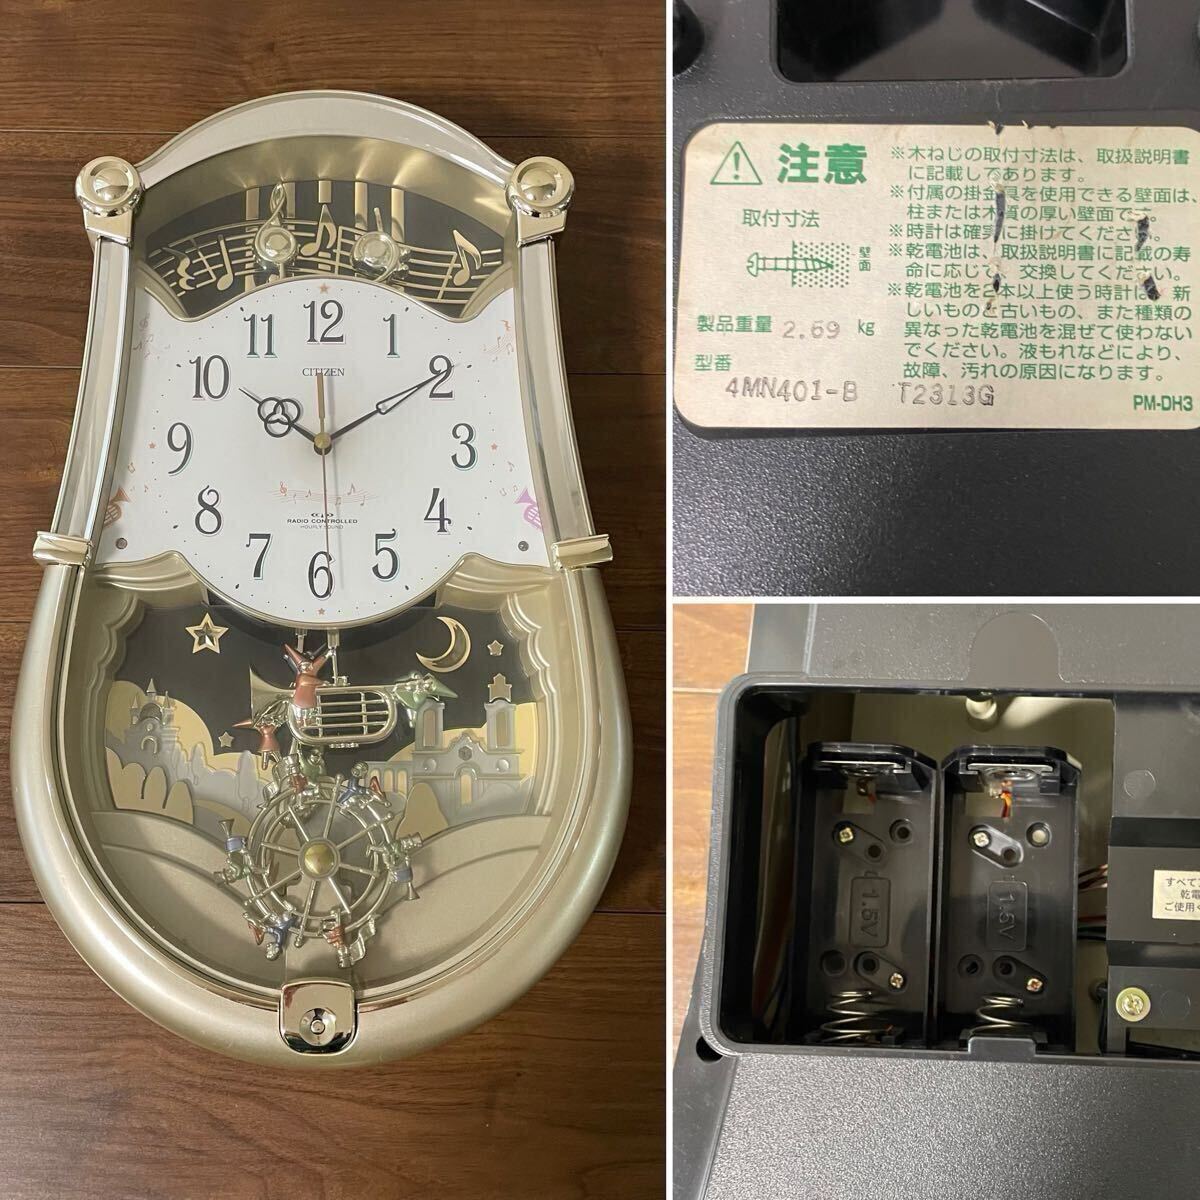 12
11
1
10
2
CITIZEN
9
3
8
4
RADIO CONTROLLED
HOURLY SOUND
7
5
6
注意
取付寸法
壁面
製品重量 2.69 kg
型番
4MN401-B T2313G
※木ねじの取付寸法は、取扱説明書
に記載してあります。
※付属の掛金具を使用できる壁面は、
柱または木質の厚い壁面です。
※時計は確実に掛けてください。
※乾電池は、取扱説明書に記載の寿
命に応じて、交換してください。
※乾電池を2本以上使う時計は、新
しいものと古いもの、また種類の
異なった乾電池を混ぜて使わない
でください。液もれなどにより、
故障、汚れの原因になります。
PM-DH3
1.5V
1.5V
すべて
乾電
ご使用く